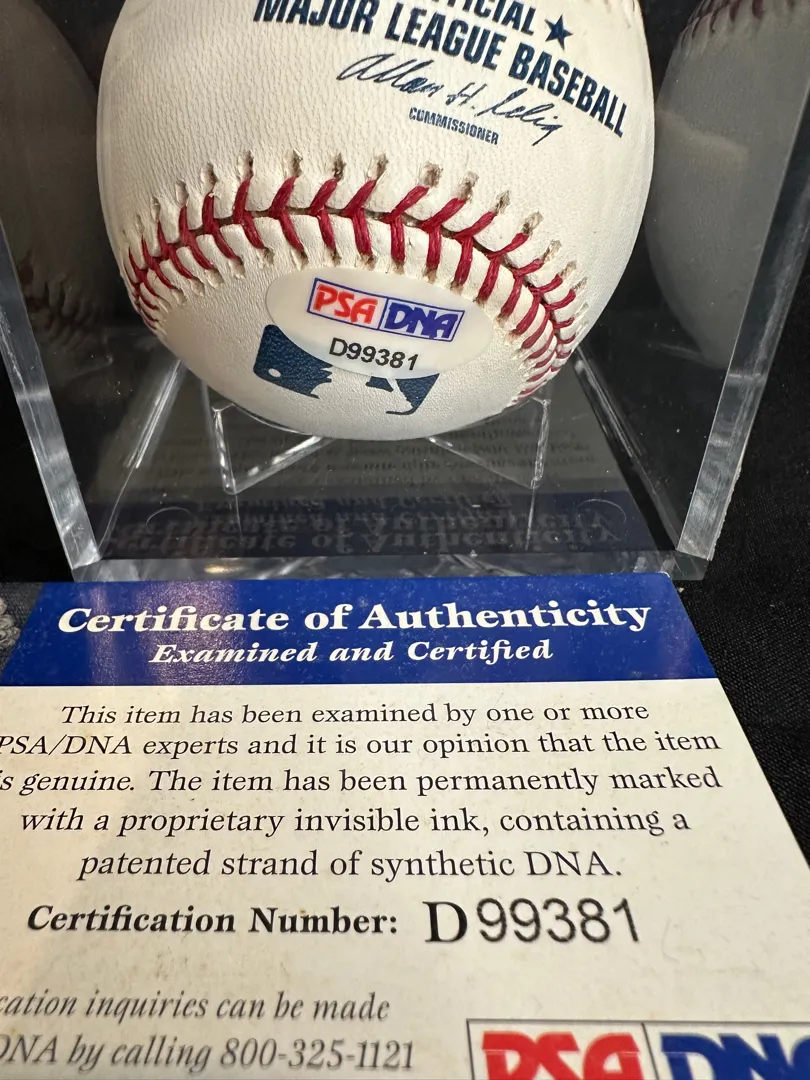 MAJOR LEAGUE BASEBALL
Allan H. Selig
COMMISSIONER
PSA DNA
D99381
Certificate of Authenticity
Examined and Certified
This item has been examined by one or more
PSA/DNA experts and it is our opinion that the item
is genuine. The item has been permanently marked
with a proprietary invisible ink, containing a
patented strand of synthetic DNA.
Certification Number: D99381
inquiries can be made
DNA by calling 800-325-1121
PSA DNA